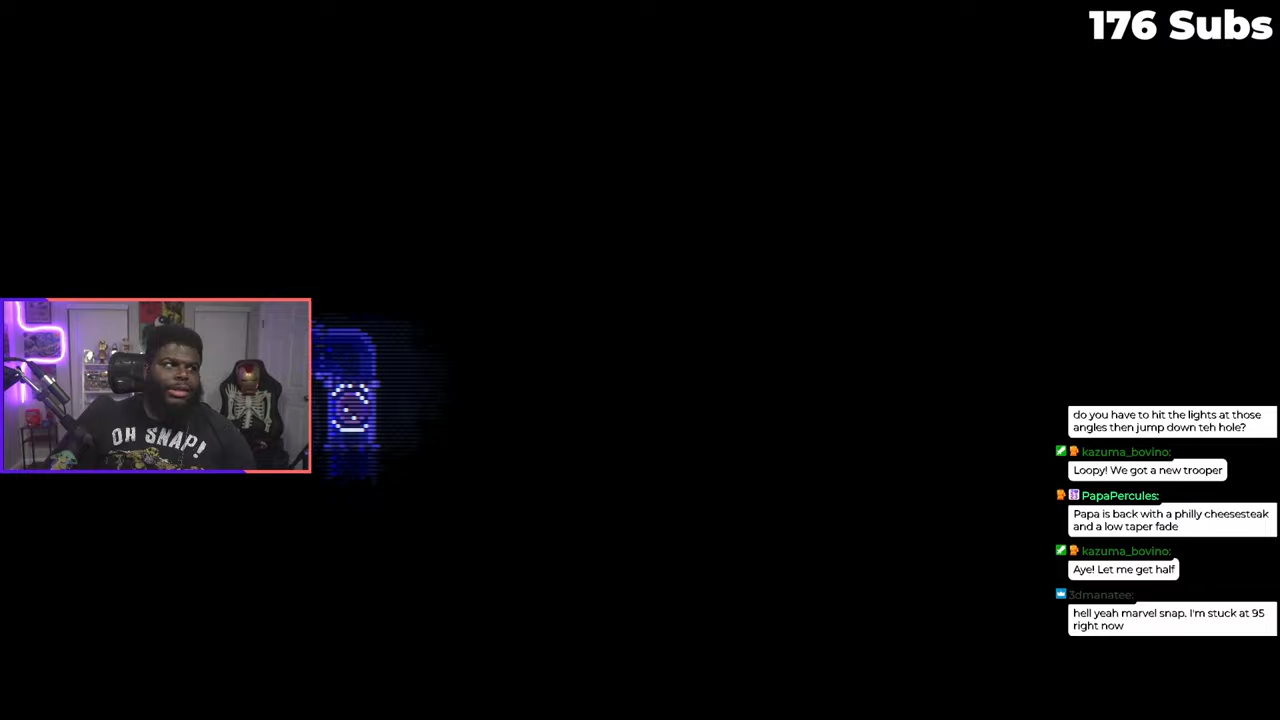 176 Subs
OH SNAP!
do you have to hit the lights at those
angles then jump down teh hole?
kazuma_bovino:
Loopy! We got a new trooper
PapaPercules:
Papa is back with a philly cheesesteak
and a low taper fade
kazuma_bovino:
Aye! Let me get half
3dmanatee:
hell yeah marvel snap. I'm stuck at 95
right now